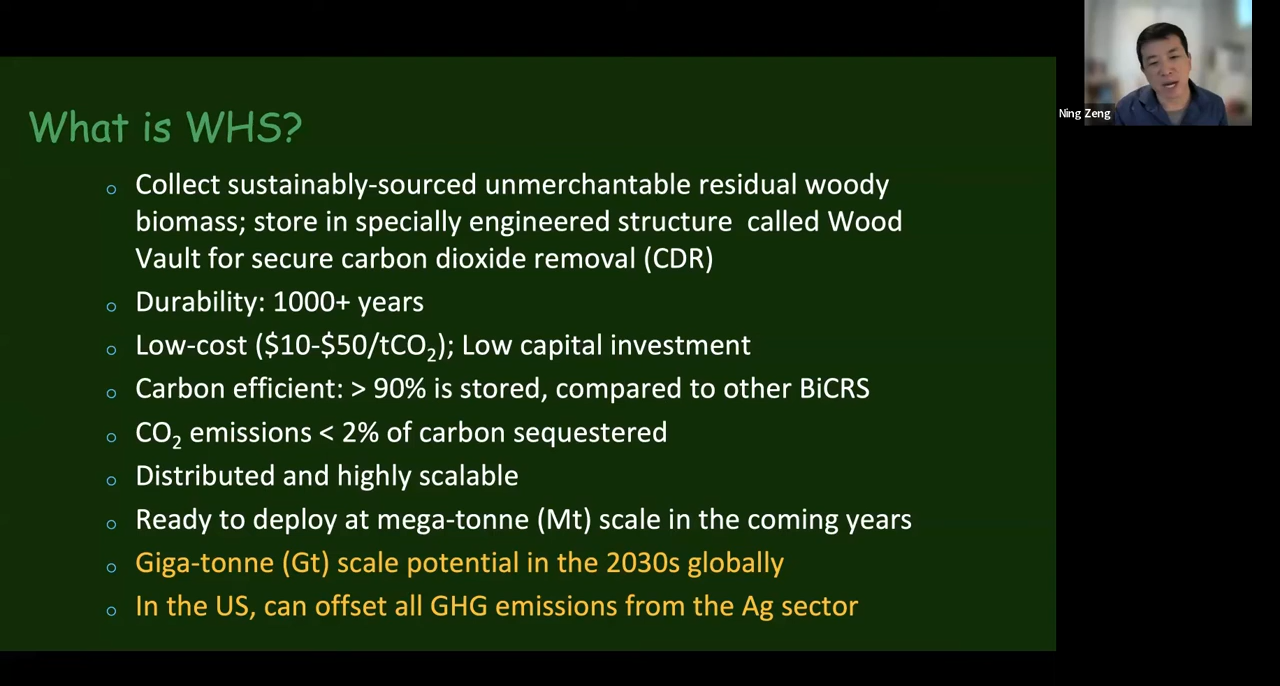 What is WHS?
Collect sustainably-sourced unmerchantable residual woody
biomass; store in specially engineered structure called Wood
Vault for secure carbon dioxide removal (CDR)
Durability: 1000+ years
Low-cost ($10-$50/tCO₂); Low capital investment
Carbon efficient: > 90% is stored, compared to other BiCRS
CO₂ emissions < 2% of carbon sequestered
Distributed and highly scalable
Ready to deploy at mega-tonne (Mt) scale in the coming years
Giga-tonne (Gt) scale potential in the 2030s globally
In the US, can offset all GHG emissions from the Ag sector
Ning Zeng